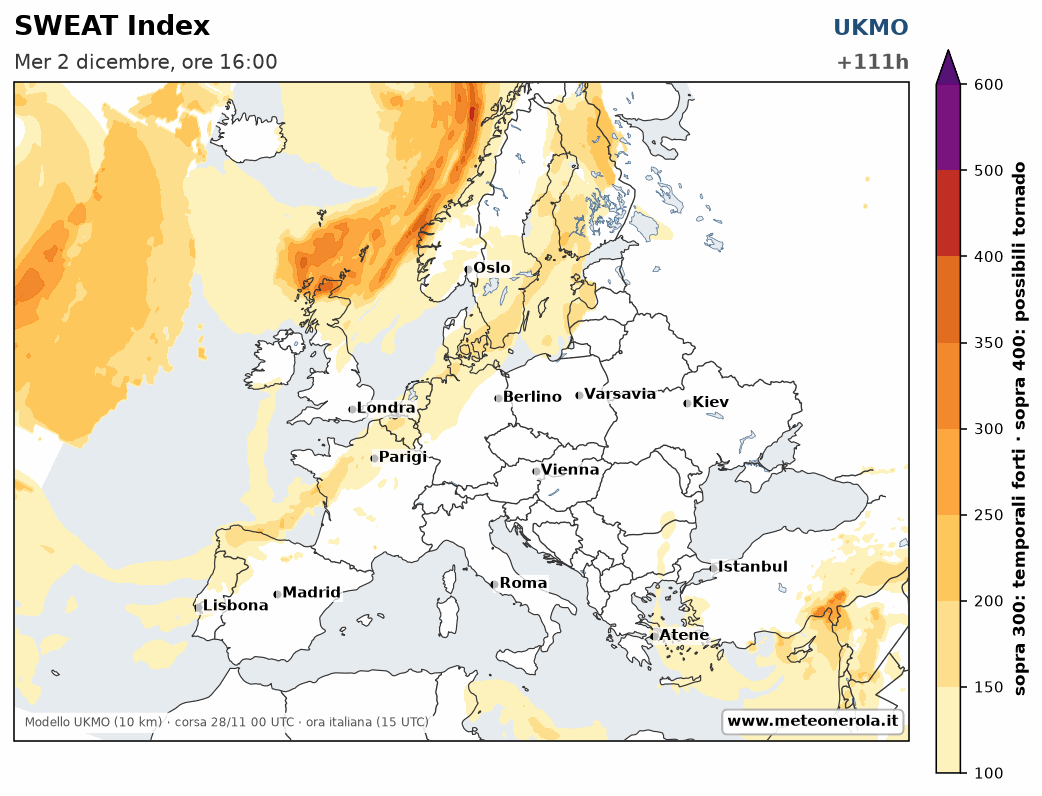 SWEAT Index
UKMO
Mer 2 dicembre, ore 16:00
+111h
600
500
400
350
300
250
200
150
100
sopra 300: temporali forti · sopra 400: possibili tornado
Oslo
Berlino
Varsavia
Kiev
Londra
Parigi
Vienna
Istanbul
Roma
Madrid
Lisbona
Atene
Modello UKMO (10 km) · corsa 28/11 00 UTC · ora italiana (15 UTC)
www.meteonerola.it